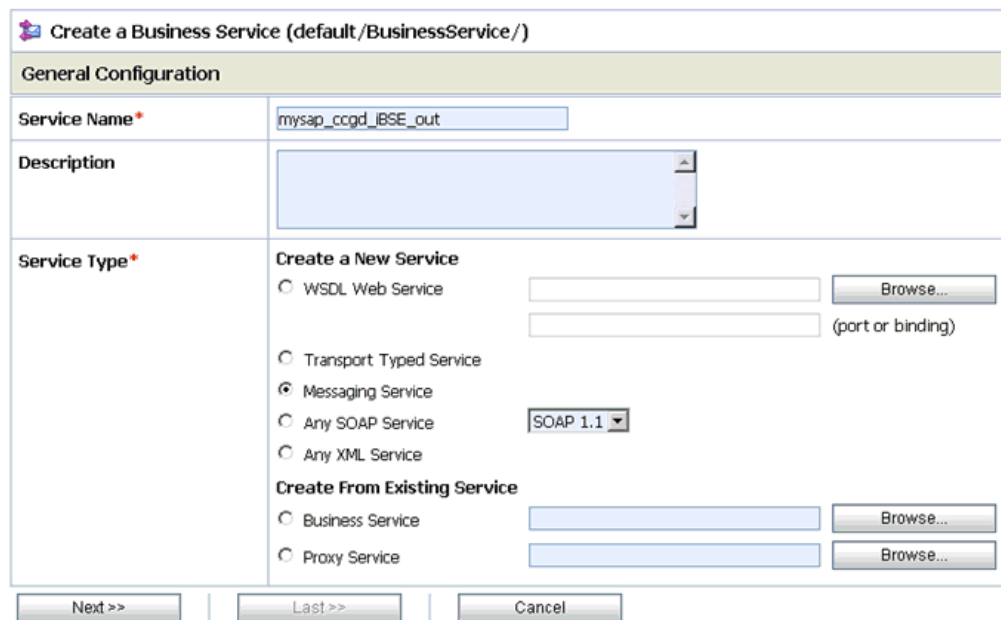 Create a Business Service (default/BusinessService/)
General Configuration
Service Name*
mysap_ccgd_iBSE_out
Description
Service Type*
Create a New Service
WSDL Web Service
Browse...
(port or binding)
Transport Typed Service
Messaging Service
Any SOAP Service
SOAP 1.1
Any XML Service
Create From Existing Service
Business Service
Browse...
Proxy Service
Browse...
Next >>
Last >>
Cancel